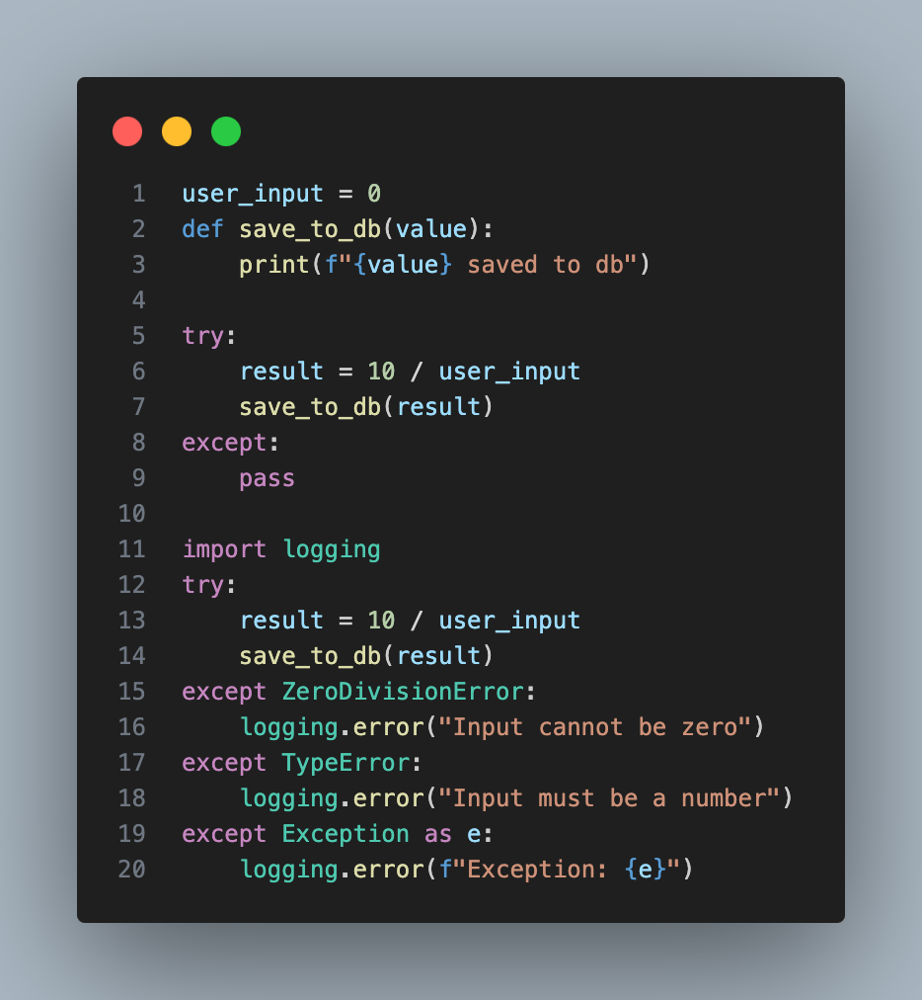 1 user_input = 0
2 def save_to_db(value):
3     print(f"{value} saved to db")
4
5 try:
6     result = 10 / user_input
7     save_to_db(result)
8 except:
9     pass
10
11 import logging
12 try:
13     result = 10 / user_input
14     save_to_db(result)
15 except ZeroDivisionError:
16     logging.error("Input cannot be zero")
17 except TypeError:
18     logging.error("Input must be a number")
19 except Exception as e:
20     logging.error(f"Exception: {e}")